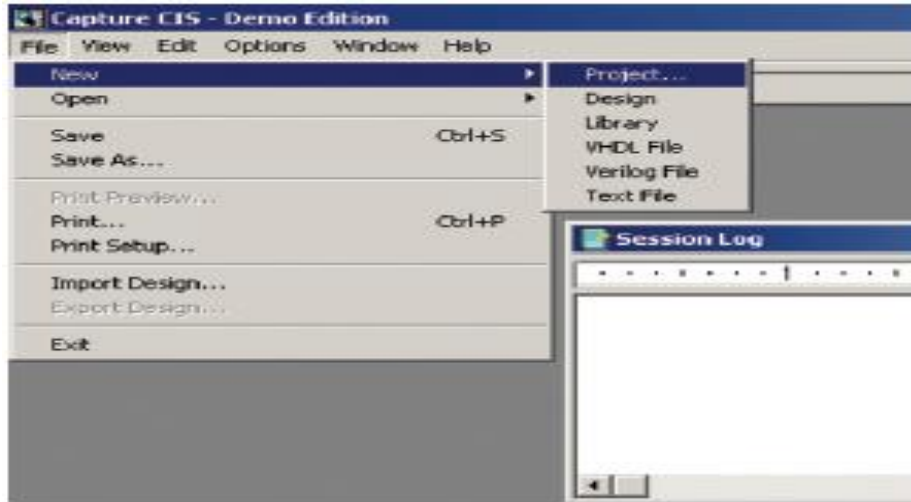 Capture CIS - Demo Edition
File View Edit Options Window Help
New
Open
Save Ctrl+S
Save As...
Print Preview...
Print... Ctrl+P
Print Setup...
Import Design...
Export Design...
Exit
Project...
Design
Library
VHDL File
Verilog File
Text File
Session Log